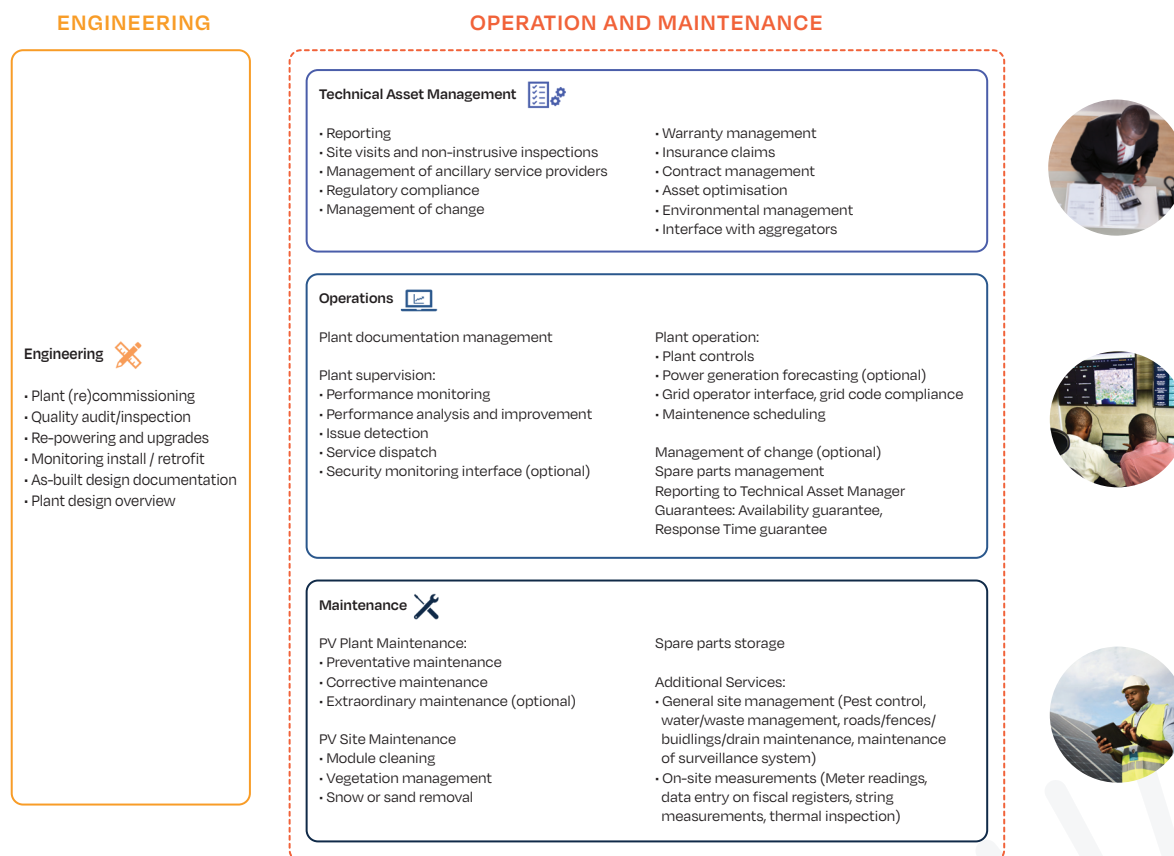 ENGINEERING
OPERATION AND MAINTENANCE
Engineering
• Plant (re)commissioning
• Quality audit/inspection
• Re-powering and upgrades
• Monitoring install / retrofit
• As-built design documentation
• Plant design overview
Technical Asset Management
• Reporting
• Site visits and non-instrusive inspections
• Management of ancillary service providers
• Regulatory compliance
• Management of change
• Warranty management
• Insurance claims
• Contract management
• Asset optimisation
• Environmental management
• Interface with aggregators
Operations
Plant documentation management
Plant supervision:
• Performance monitoring
• Performance analysis and improvement
• Issue detection
• Service dispatch
• Security monitoring interface (optional)
Plant operation:
• Plant controls
• Power generation forecasting (optional)
• Grid operator interface, grid code compliance
• Maintenence scheduling
Management of change (optional)
Spare parts management
Reporting to Technical Asset Manager
Guarantees: Availability guarantee,
Response Time guarantee
Maintenance
PV Plant Maintenance:
• Preventative maintenance
• Corrective maintenance
• Extraordinary maintenance (optional)
PV Site Maintenance
• Module cleaning
• Vegetation management
• Snow or sand removal
Spare parts storage
Additional Services:
• General site management (Pest control,
water/waste management, roads/fences/
buidlings/drain maintenance, maintenance
of surveillance system)
• On-site measurements (Meter readings,
data entry on fiscal registers, string
measurements, thermal inspection)